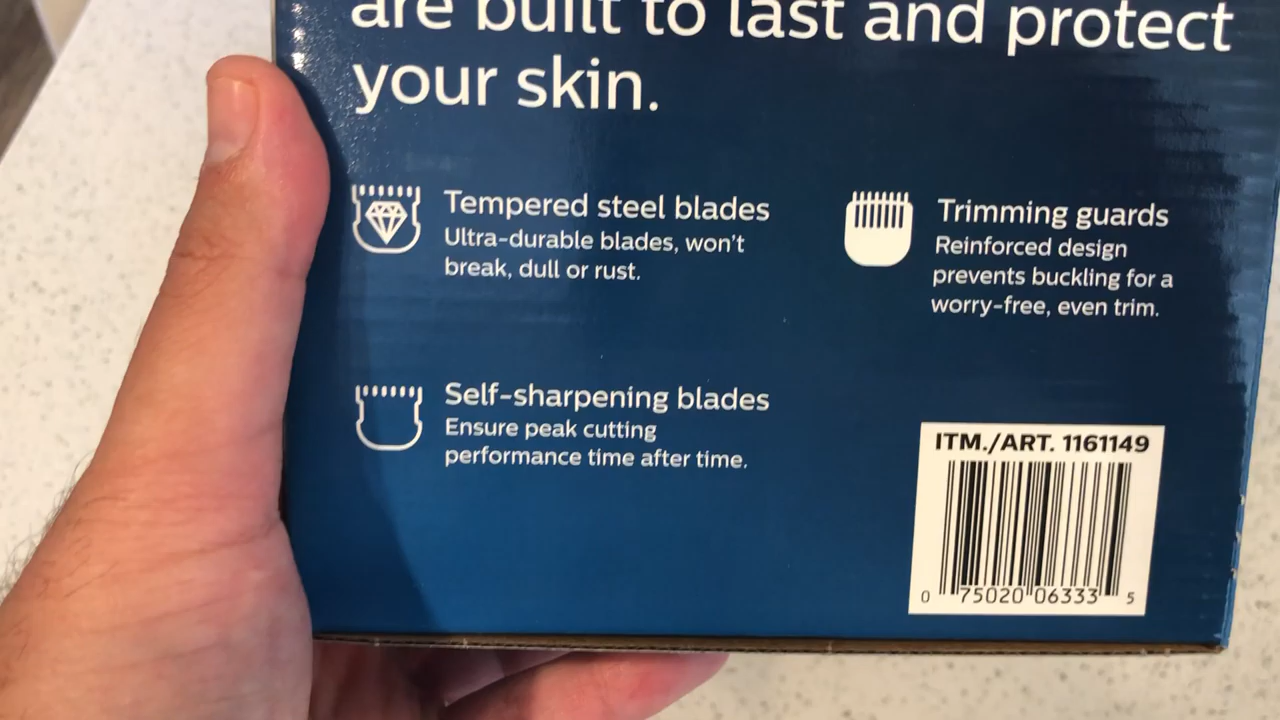 are built to last and protect
your skin.
Tempered steel blades
Ultra-durable blades, won't
break, dull or rust.
Trimming guards
Reinforced design
prevents buckling for a
worry-free, even trim.
Self-sharpening blades
Ensure peak cutting
performance time after time.
ITM./ART. 1161149
0 75020 06333 5